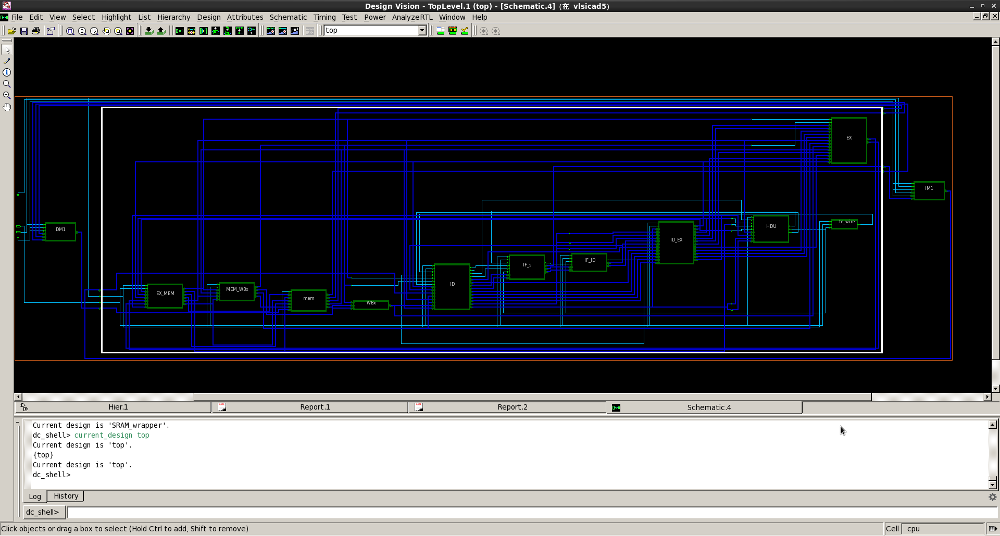 Design Vision - TopLevel.1 (top) - [Schematic.4] (在 vlsicad5)
File Edit View Select Highlight List Hierarchy Design Attributes Schematic Timing Test Power AnalyzeRTL Window Help
top
EX
IM1
DM1
HDU
...te_wire
ID_EX
IF_ID
IF_s
ID
MEM_WBx
EX_MEM
mem
WBx
Hier.1 Report.1 Report.2 Schematic.4
Current design is 'SRAM_wrapper'.
dc_shell> current_design top
Current design is 'top'.
{top}
Current design is 'top'.
dc_shell>
Log History
dc_shell>
Click objects or drag a box to select (Hold Ctrl to add, Shift to remove) Cell cpu